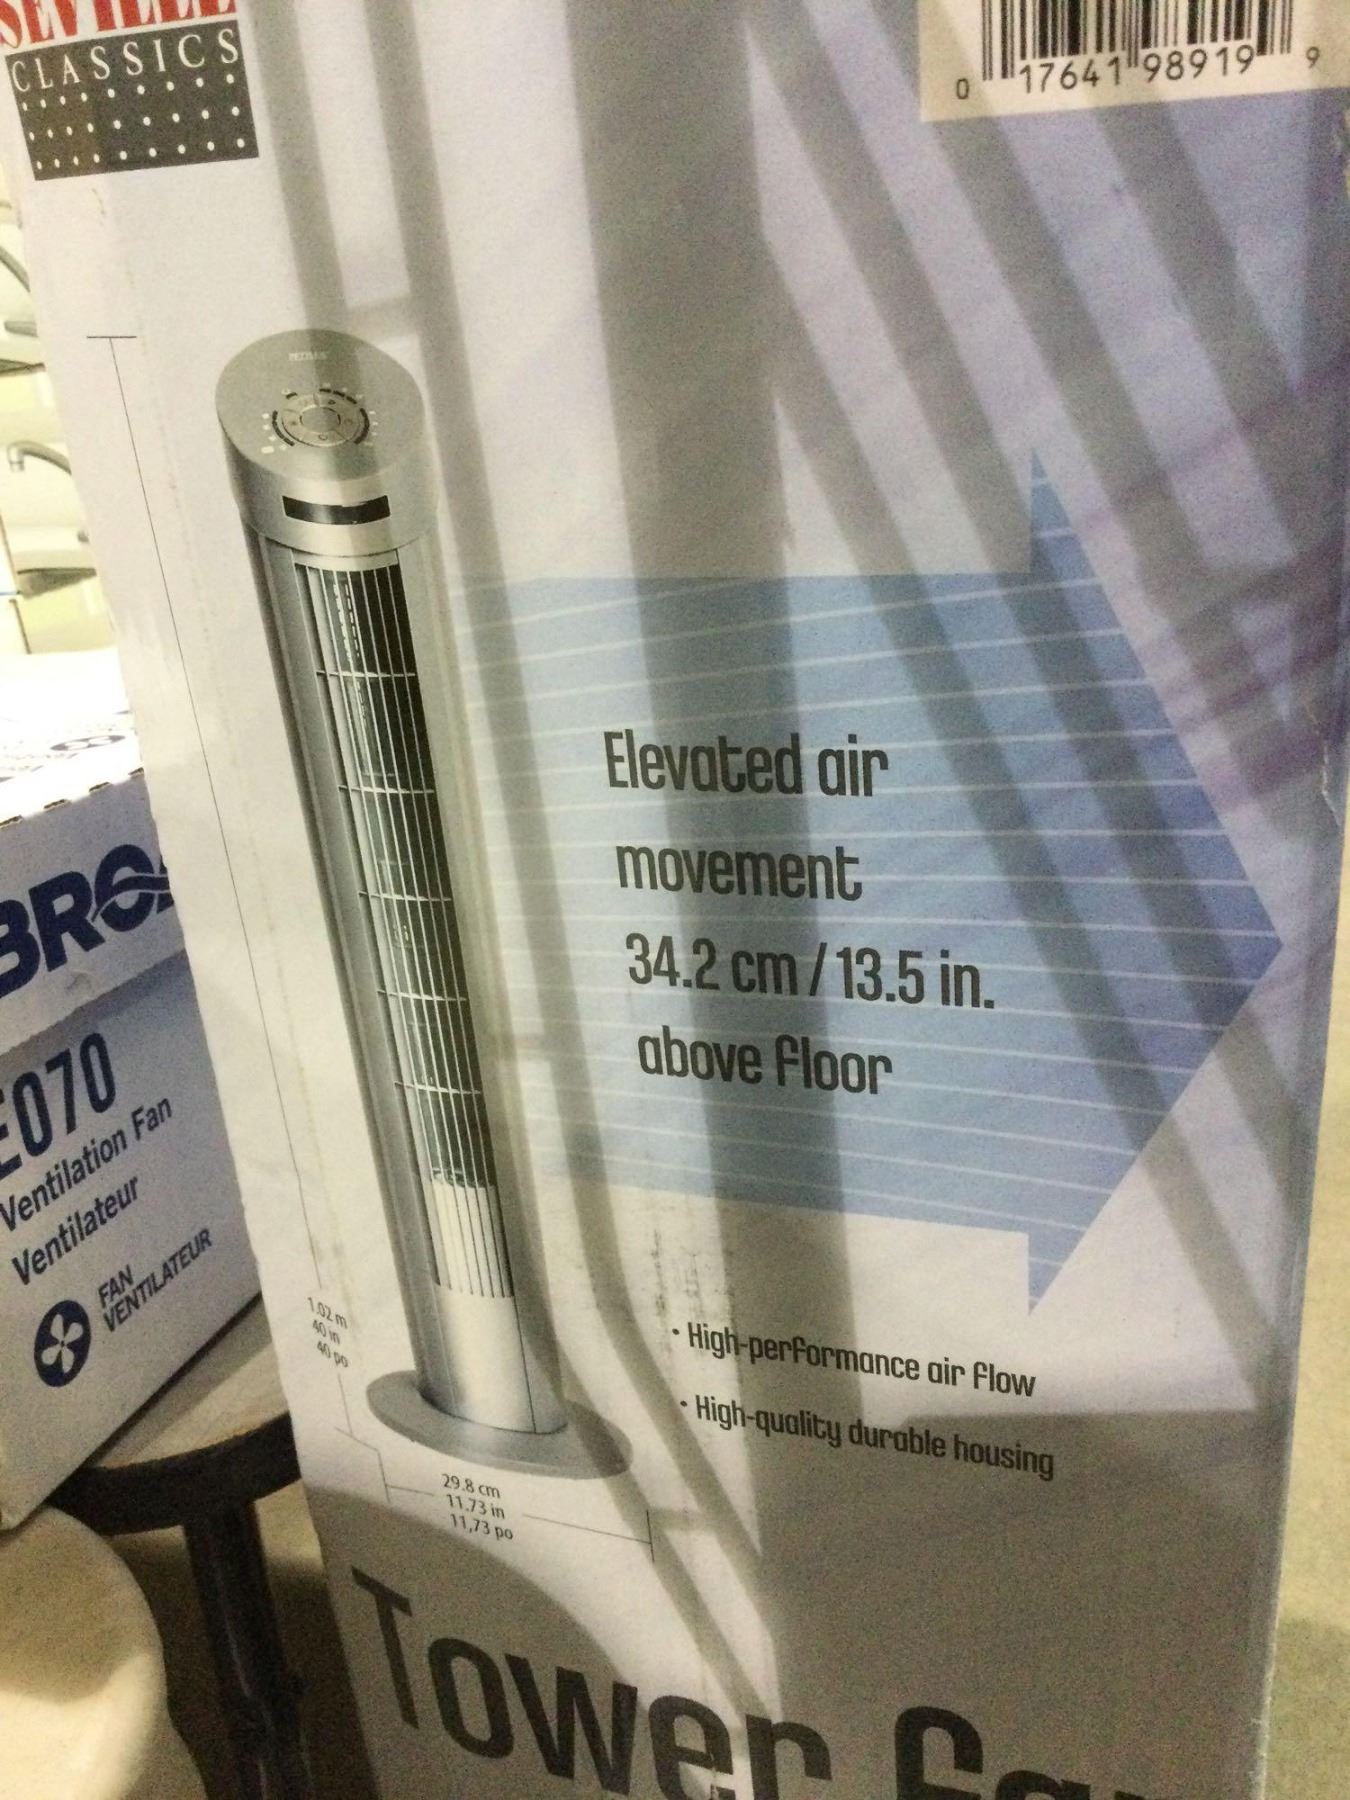 SEVILLE
CLASSICS
0 17641 98919 9
Elevated air
movement
34.2 cm / 13.5 in.
above floor
1.02 m
40 in
40 po
• High-performance air flow
• High-quality durable housing
29.8 cm
11.73 in
11,73 po
Tower
E070
Ventilation Fan
Ventilateur
FAN
VENTILATEUR